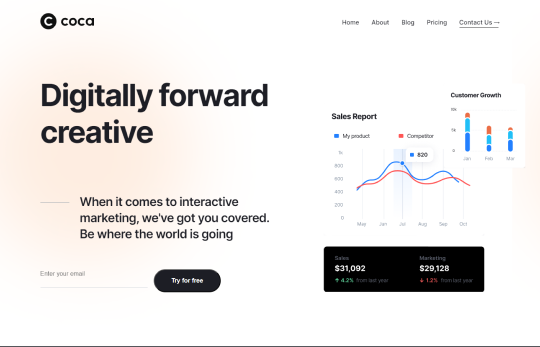 coca
Home About Blog Pricing Contact Us →
Digitally forward
creative
When it comes to interactive
marketing, we've got you covered.
Be where the world is going
Enter your email
Try for free
Customer Growth
10k
5k
0
Jan Feb Mar
Sales Report
My product Competitor
820
1k
800
600
400
200
0
May Jan Jul Aug Sep Oct
Sales Marketing
$31,092 $29,128
↑ 4.2% from last year ↓ 1.2% from last year